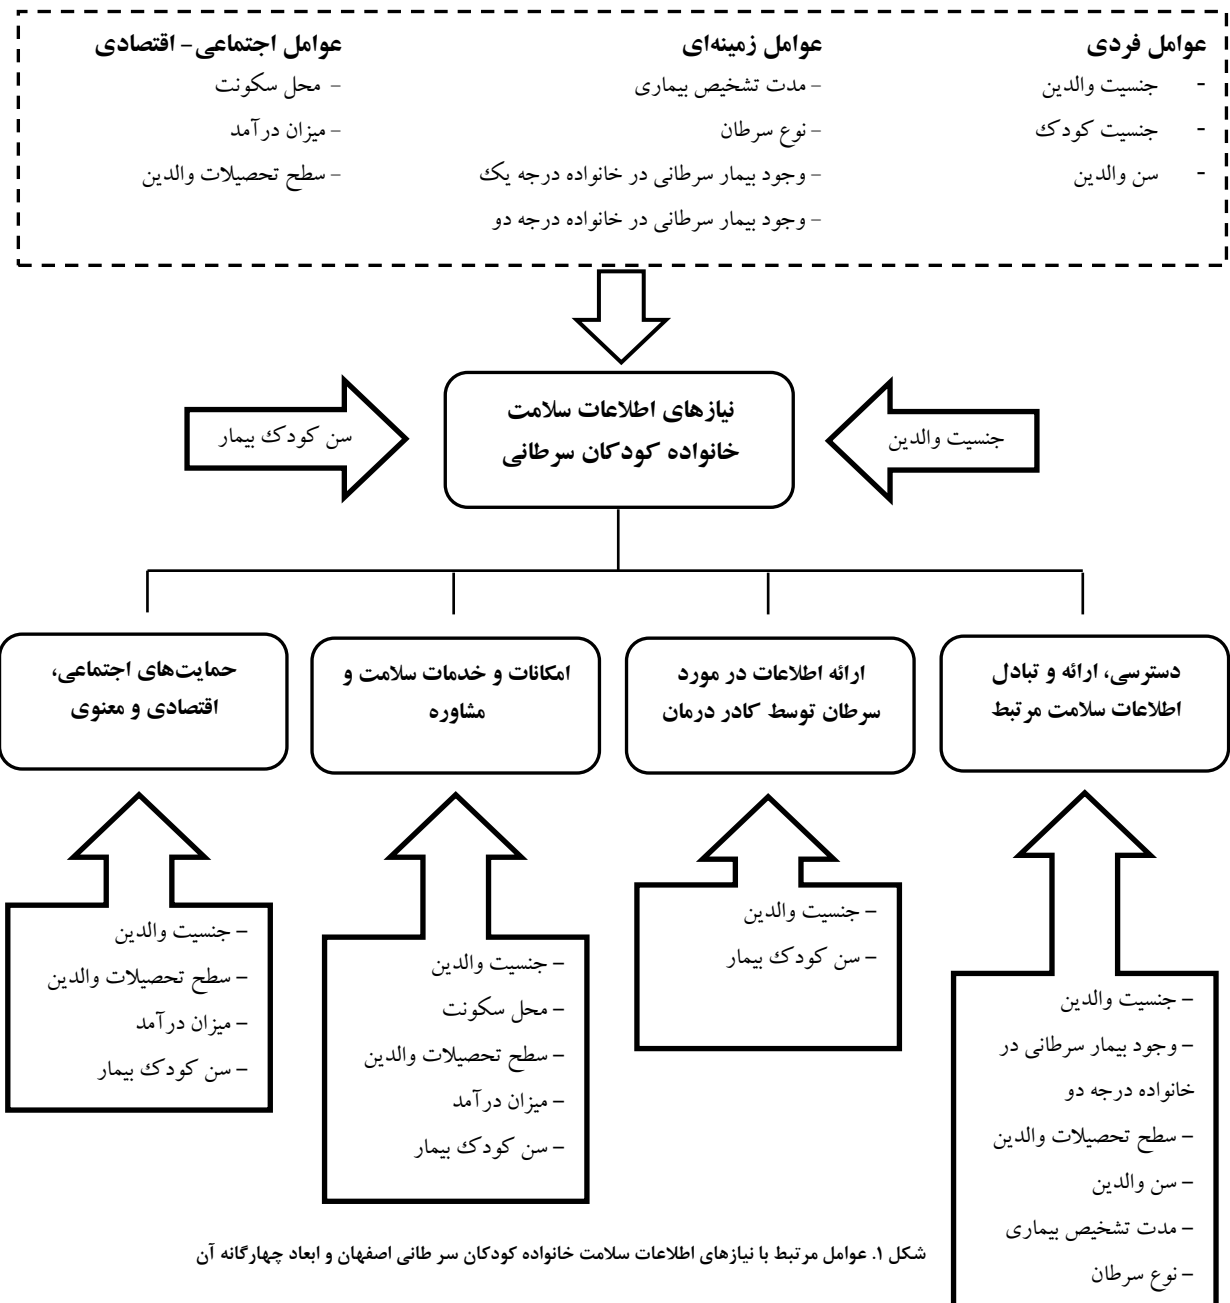 عوامل فردی
- جنسیت والدین
- جنسیت کودک
- سن والدین
عوامل زمینه‌ای
- مدت تشخیص بیماری
- نوع سرطان
- وجود بیمار سرطانی در خانواده درجه یک
- وجود بیمار سرطانی در خانواده درجه دو
عوامل اجتماعی- اقتصادی
- محل سکونت
- میزان درآمد
- سطح تحصیلات والدین
جنسیت والدین
نیازهای اطلاعات سلامت
خانواده کودکان سرطانی
سن کودک بیمار
دسترسی، ارائه و تبادل
اطلاعات سلامت مرتبط
ارائه اطلاعات در مورد
سرطان توسط کادر درمان
امکانات و خدمات سلامت و
مشاوره
حمایت‌های اجتماعی،
اقتصادی و معنوی
- جنسیت والدین
- وجود بیمار سرطانی در
خانواده درجه دو
- سطح تحصیلات والدین
- سن والدین
- مدت تشخیص بیماری
- نوع سرطان
- جنسیت والدین
- سن کودک بیمار
- جنسیت والدین
- محل سکونت
- سطح تحصیلات والدین
- میزان درآمد
- سن کودک بیمار
- جنسیت والدین
- سطح تحصیلات والدین
- میزان درآمد
- سن کودک بیمار
شکل ۱. عوامل مرتبط با نیازهای اطلاعات سلامت خانواده کودکان سر طانی اصفهان و ابعاد چهارگانه آن